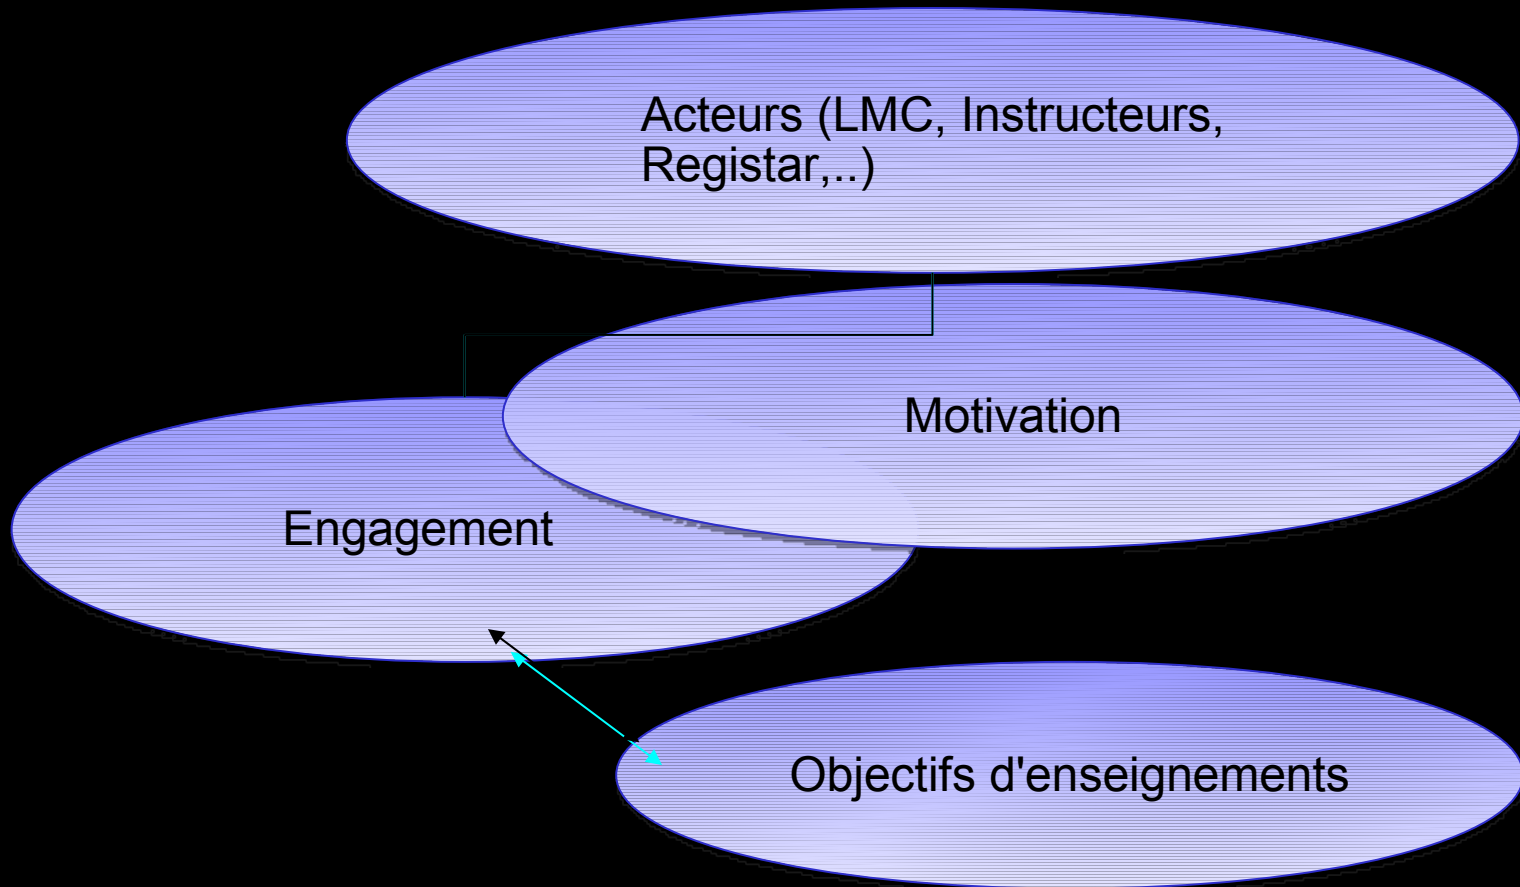 Acteurs (LMC, Instructeurs,
Registar,..)
Motivation
Engagement
Objectifs d'enseignements